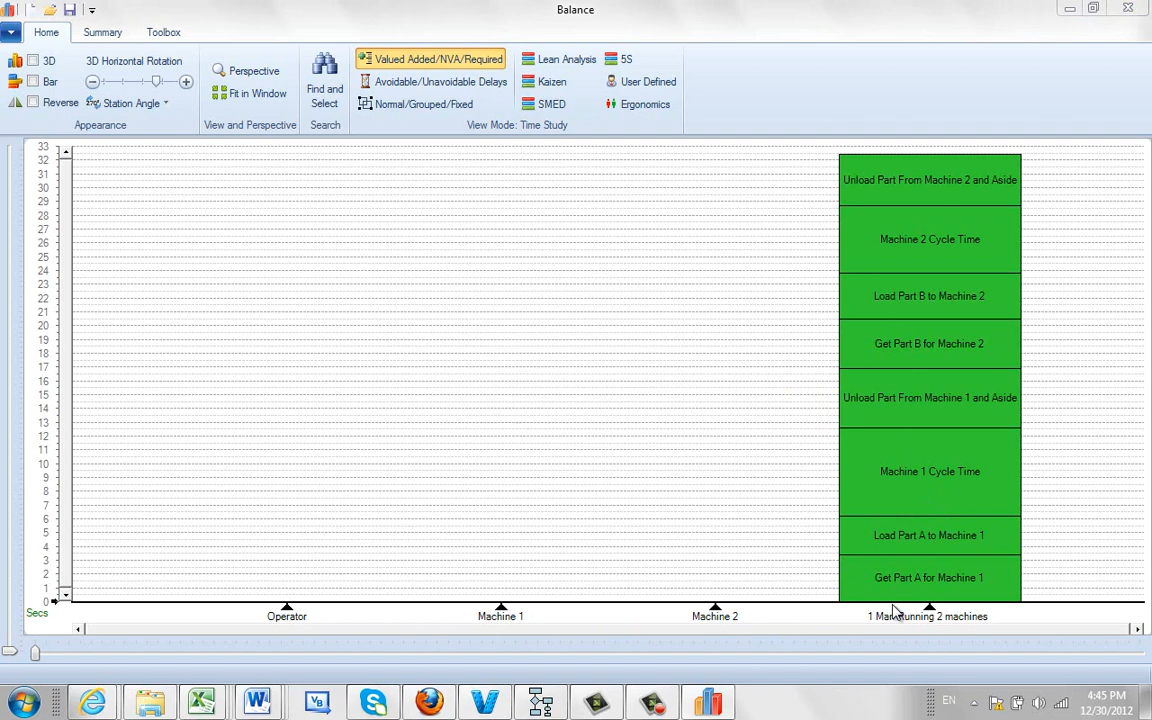 Balance
Home Summary Toolbox
3D 3D Horizontal Rotation
Bar
Reverse Station Angle
Appearance
Perspective
Fit in Window
View and Perspective
Find and
Select
Search
Valued Added/NVA/Required Lean Analysis 5S
Avoidable/Unavoidable Delays Kaizen User Defined
Normal/Grouped/Fixed SMED Ergonomics
View Mode: Time Study
33
32
31
30
29
28
27
26
25
24
23
22
21
20
19
18
17
16
15
14
13
12
11
10
9
8
7
6
5
4
3
2
1
0
Secs
Unload Part From Machine 2 and Aside
Machine 2 Cycle Time
Load Part B to Machine 2
Get Part B for Machine 2
Unload Part From Machine 1 and Aside
Machine 1 Cycle Time
Load Part A to Machine 1
Get Part A for Machine 1
Operator Machine 1 Machine 2 1 Man running 2 machines
EN
4:45 PM
12/30/2012